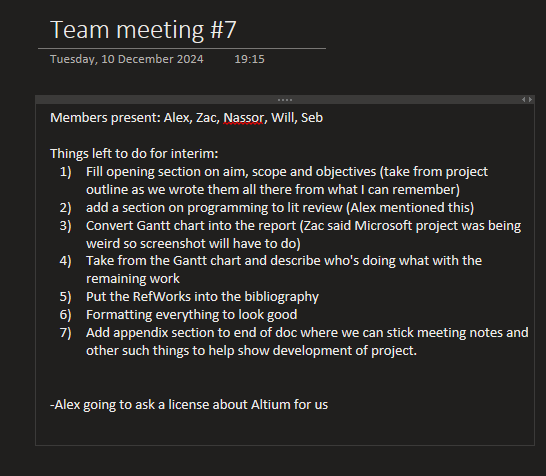 Team meeting #7
Tuesday, 10 December 2024 19:15
Members present: Alex, Zac, Nassor, Will, Seb
Things left to do for interim:
1) Fill opening section on aim, scope and objectives (take from project
outline as we wrote them all there from what I can remember)
2) add a section on programming to lit review (Alex mentioned this)
3) Convert Gantt chart into the report (Zac said Microsoft project was being
weird so screenshot will have to do)
4) Take from the Gantt chart and describe who's doing what with the
remaining work
5) Put the RefWorks into the bibliography
6) Formatting everything to look good
7) Add appendix section to end of doc where we can stick meeting notes and
other such things to help show development of project.
-Alex going to ask a license about Altium for us